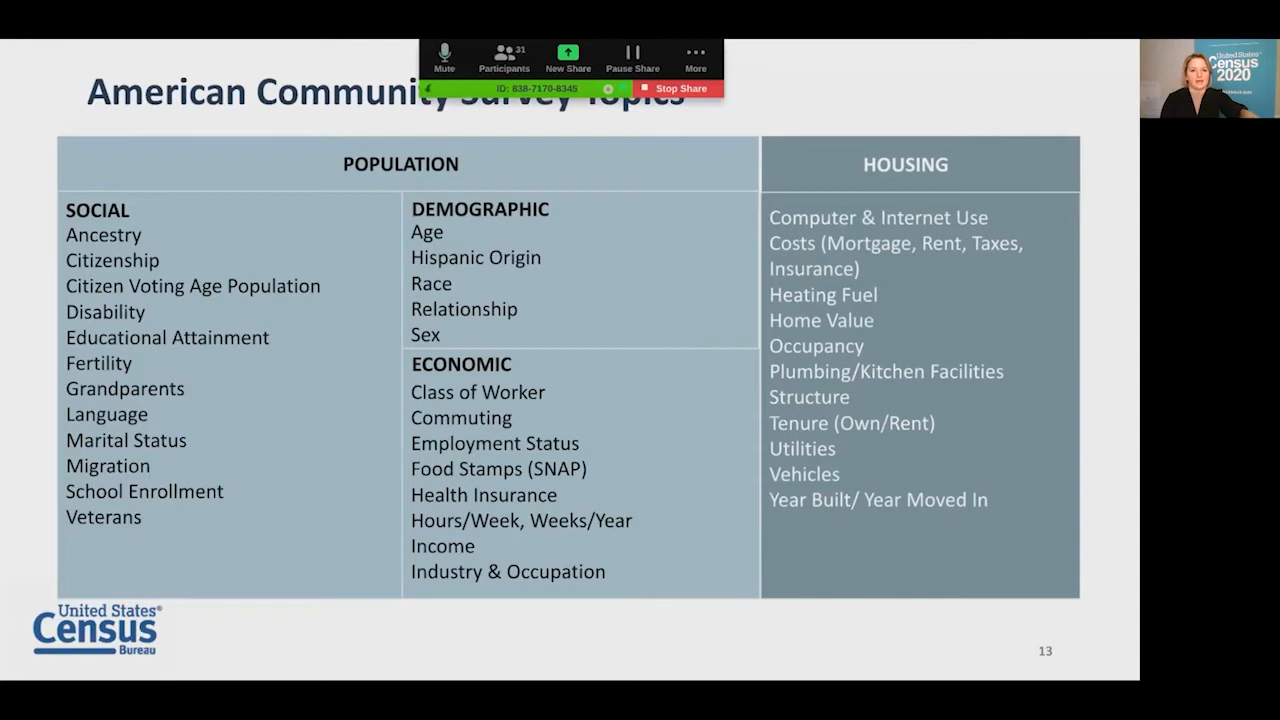 31
Mute Participants New Share Pause Share More
ID: 838-7170-8345 Stop Share
American Community Survey Topics
United States®
Census
2020
POPULATION
HOUSING
SOCIAL
Ancestry
Citizenship
Citizen Voting Age Population
Disability
Educational Attainment
Fertility
Grandparents
Language
Marital Status
Migration
School Enrollment
Veterans
DEMOGRAPHIC
Age
Hispanic Origin
Race
Relationship
Sex
ECONOMIC
Class of Worker
Commuting
Employment Status
Food Stamps (SNAP)
Health Insurance
Hours/Week, Weeks/Year
Income
Industry & Occupation
Computer & Internet Use
Costs (Mortgage, Rent, Taxes,
Insurance)
Heating Fuel
Home Value
Occupancy
Plumbing/Kitchen Facilities
Structure
Tenure (Own/Rent)
Utilities
Vehicles
Year Built/ Year Moved In
United States®
Census
Bureau
13